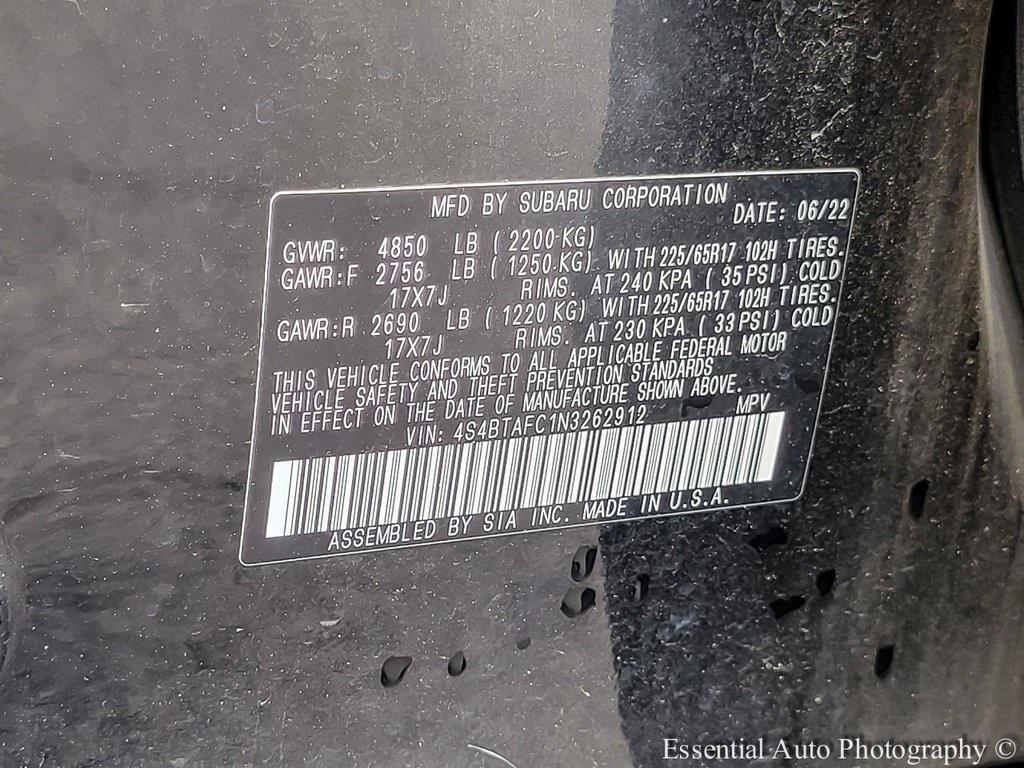 MFD BY SUBARU CORPORATION DATE: 06/22
GVWR: 4850 LB ( 2200 KG)
GAWR:F 2756 LB ( 1250 KG) WITH 225/65R17 102H TIRES.
17X7J RIMS. AT 240 KPA ( 35 PSI) COLD
GAWR:R 2690 LB ( 1220 KG) WITH 225/65R17 102H TIRES.
17X7J RIMS. AT 230 KPA ( 33 PSI) COLD
THIS VEHICLE CONFORMS TO ALL APPLICABLE FEDERAL MOTOR
VEHICLE SAFETY AND THEFT PREVENTION STANDARDS
IN EFFECT ON THE DATE OF MANUFACTURE SHOWN ABOVE.
VIN: 4S4BTAFC1N3262912 MPV
ASSEMBLED BY SIA INC. MADE IN U.S.A.
Essential Auto Photography ©